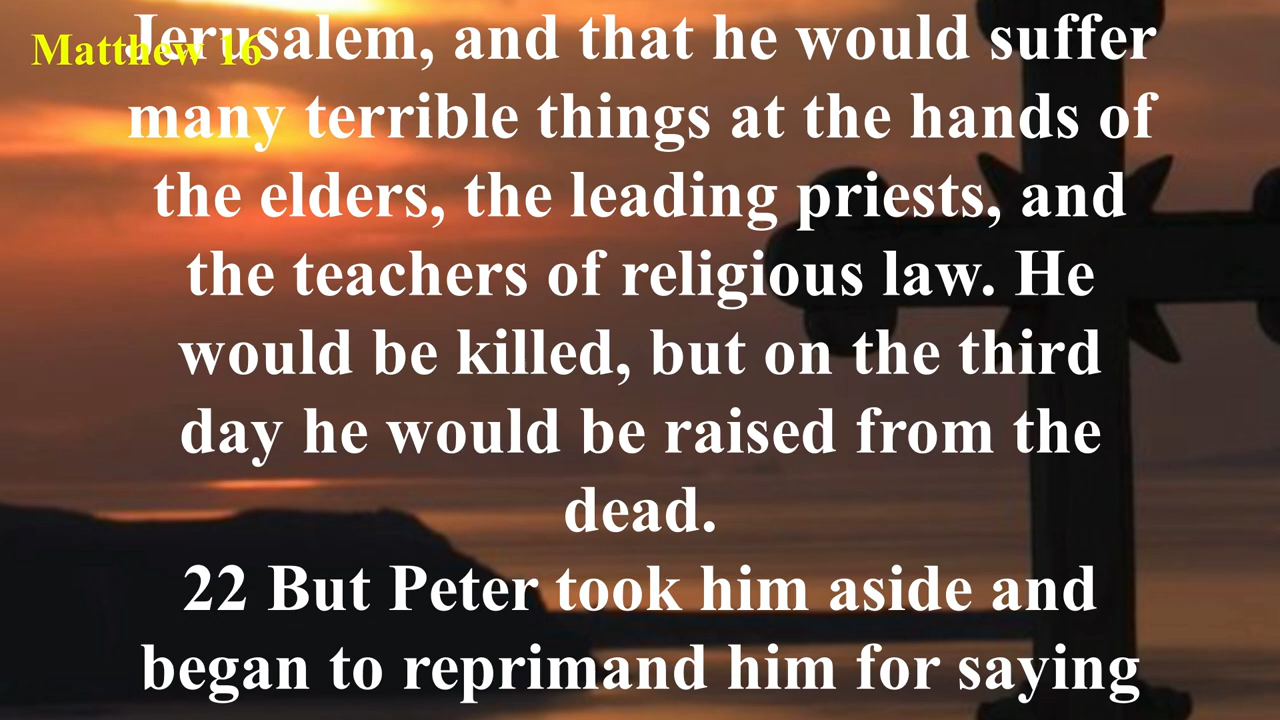 Matthew 16
Jerusalem, and that he would suffer
many terrible things at the hands of
the elders, the leading priests, and
the teachers of religious law. He
would be killed, but on the third
day he would be raised from the
dead.
22 But Peter took him aside and
began to reprimand him for saying